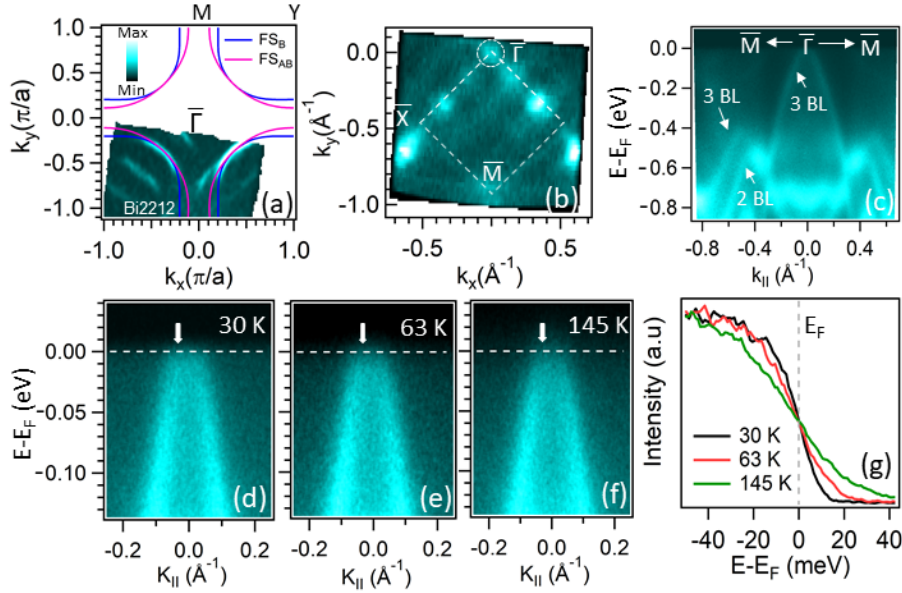 M Y
Max
Min
FS_B
FS_AB
Γ̅
Bi2212
(a)
k_y(π/a)
1.0
0.5
0.0
-0.5
-1.0
-1.0 -0.5 0.0 0.5 1.0
k_x(π/a)
Γ̅
X̅
M̅
(b)
k_y(Å⁻¹)
0.0
-0.5
-1.0
-0.5 0.0 0.5
k_x(Å⁻¹)
M̅ Γ̅ M̅
3 BL
3 BL
2 BL
(c)
E-E_F (eV)
0.0
-0.2
-0.4
-0.6
-0.8
-0.8 -0.4 0.0 0.4
k_II (Å⁻¹)
30 K
(d)
E-E_F (eV)
0.00
-0.05
-0.10
-0.2 0.0 0.2
K_II (Å⁻¹)
63 K
(e)
-0.2 0.0 0.2
K_II (Å⁻¹)
145 K
(f)
-0.2 0.0 0.2
K_II (Å⁻¹)
Intensity (a.u)
E_F
30 K
63 K
145 K
(g)
-40 -20 0 20 40
E-E_F (meV)